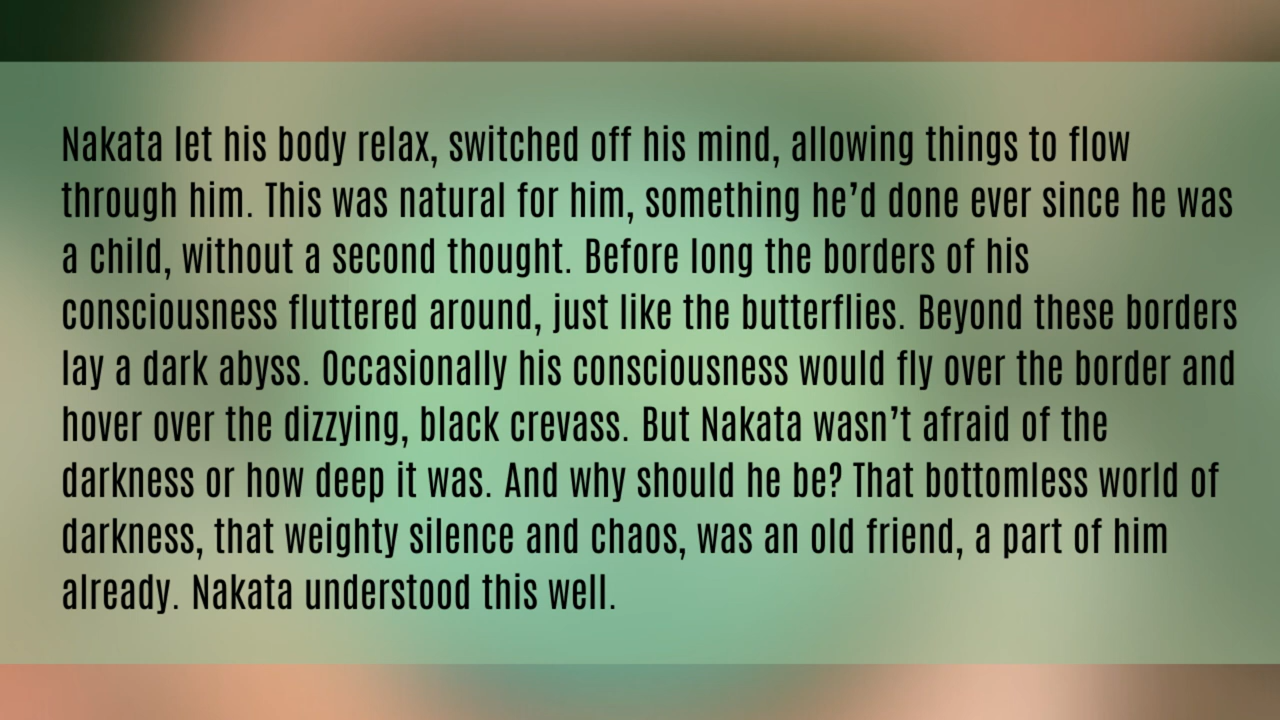 Nakata let his body relax, switched off his mind, allowing things to flow
through him. This was natural for him, something he’d done ever since he was
a child, without a second thought. Before long the borders of his
consciousness fluttered around, just like the butterflies. Beyond these borders
lay a dark abyss. Occasionally his consciousness would fly over the border and
hover over the dizzying, black crevass. But Nakata wasn’t afraid of the
darkness or how deep it was. And why should he be? That bottomless world of
darkness, that weighty silence and chaos, was an old friend, a part of him
already. Nakata understood this well.